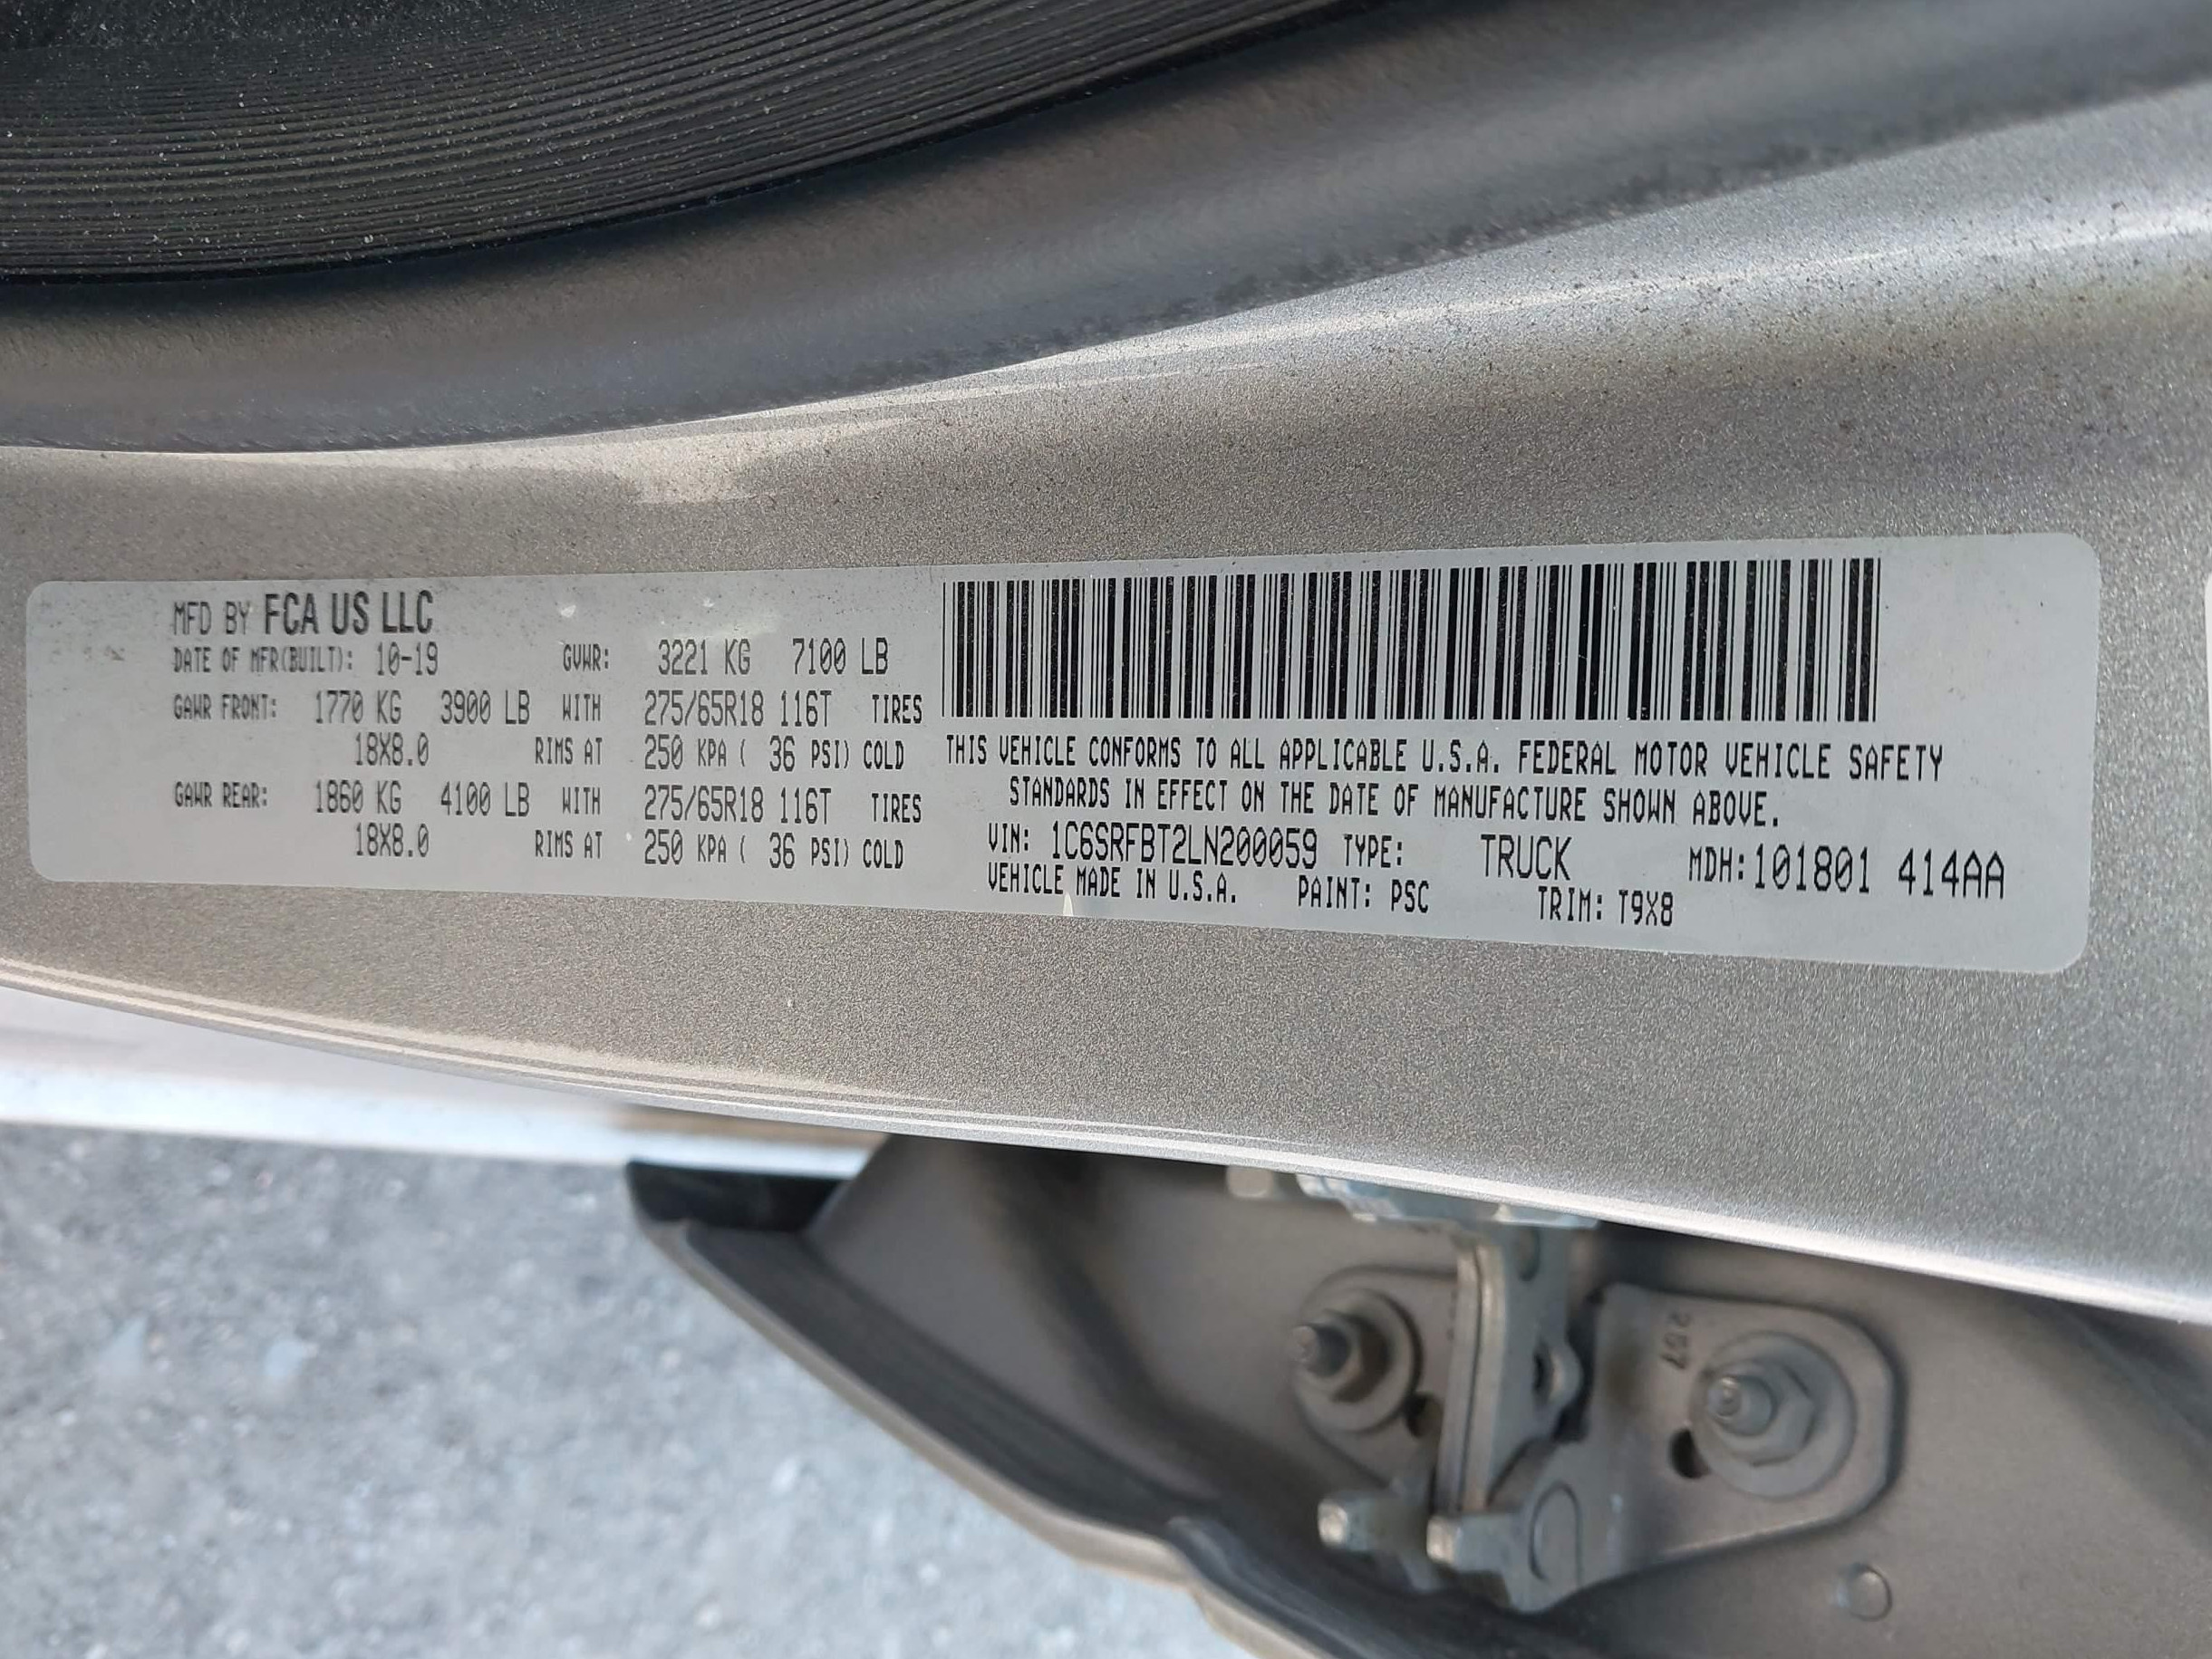 MFD BY FCA US LLC
DATE OF MFR(BUILT): 10-19 GVWR: 3221 KG 7100 LB
GAWR FRONT: 1770 KG 3900 LB WITH 275/65R18 116T TIRES
18X8.0 RIMS AT 250 KPA ( 36 PSI) COLD
GAWR REAR: 1860 KG 4100 LB WITH 275/65R18 116T TIRES
18X8.0 RIMS AT 250 KPA ( 36 PSI) COLD
THIS VEHICLE CONFORMS TO ALL APPLICABLE U.S.A. FEDERAL MOTOR VEHICLE SAFETY
STANDARDS IN EFFECT ON THE DATE OF MANUFACTURE SHOWN ABOVE.
VIN: 1C6SRFBT2LN200059 TYPE: TRUCK MDH:101801 414AA
VEHICLE MADE IN U.S.A. PAINT: PSC TRIM: T9X8
267